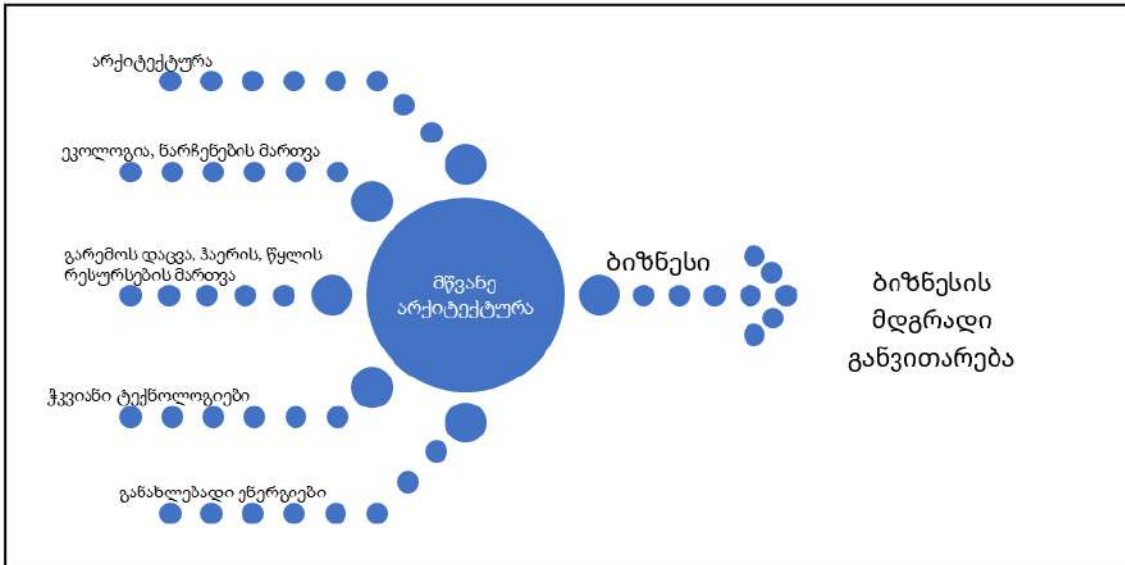 არქიტექტურა
ეკოლოგია, ნარჩენების მართვა
გარემოს დაცვა, ჰაერის, წყლის
რესურსების მართვა
ჭკვიანი ტექნოლოგიები
განახლებადი ენერგიები
მწვანე
არქიტექტურა
ბიზნესი
ბიზნესის
მდგრადი
განვითარება